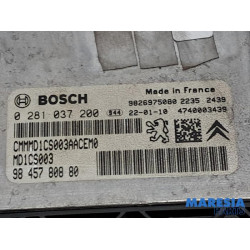 BOSCH
Made in France
9826975080 2235 2439
0 281 037 200 944 22-01-10 4740003439
CMMMD1CS003AACEM0
MD1CS003
98 457 808 80
MARESIA